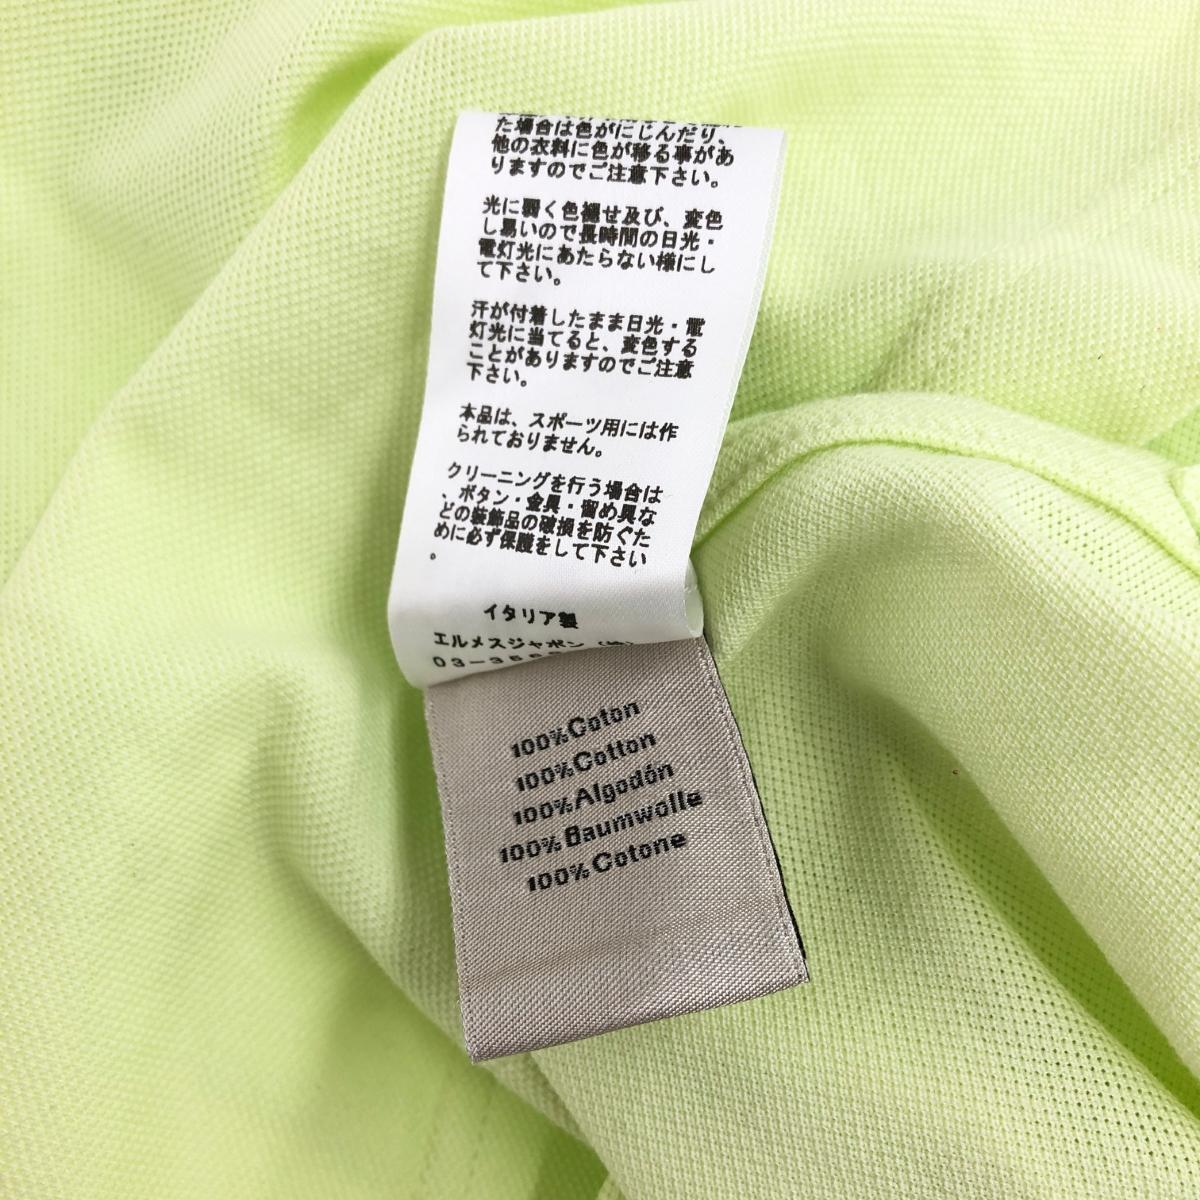 た場合は色がにじんだり、
他の衣料に色が移る事があ
りますのでご注意下さい。
光に弱く色褪せ及び、変色
し易いので長時間の日光・
電灯光にあたらない様にし
て下さい。
汗が付着したまま日光・電
灯光に当てると、変色する
ことがありますのでご注意
下さい。
本品は、スポーツ用には作
られておりません。
クリーニングを行う場合は
、ボタン・金具・留め具な
どの装飾品の破損を防ぐた
めに必ず保護をして下さい
。
イタリア製
エルメスジャポン
03-356
100%Coton
100%Cotton
100%Algodón
100%Baumwolle
100%Cotone